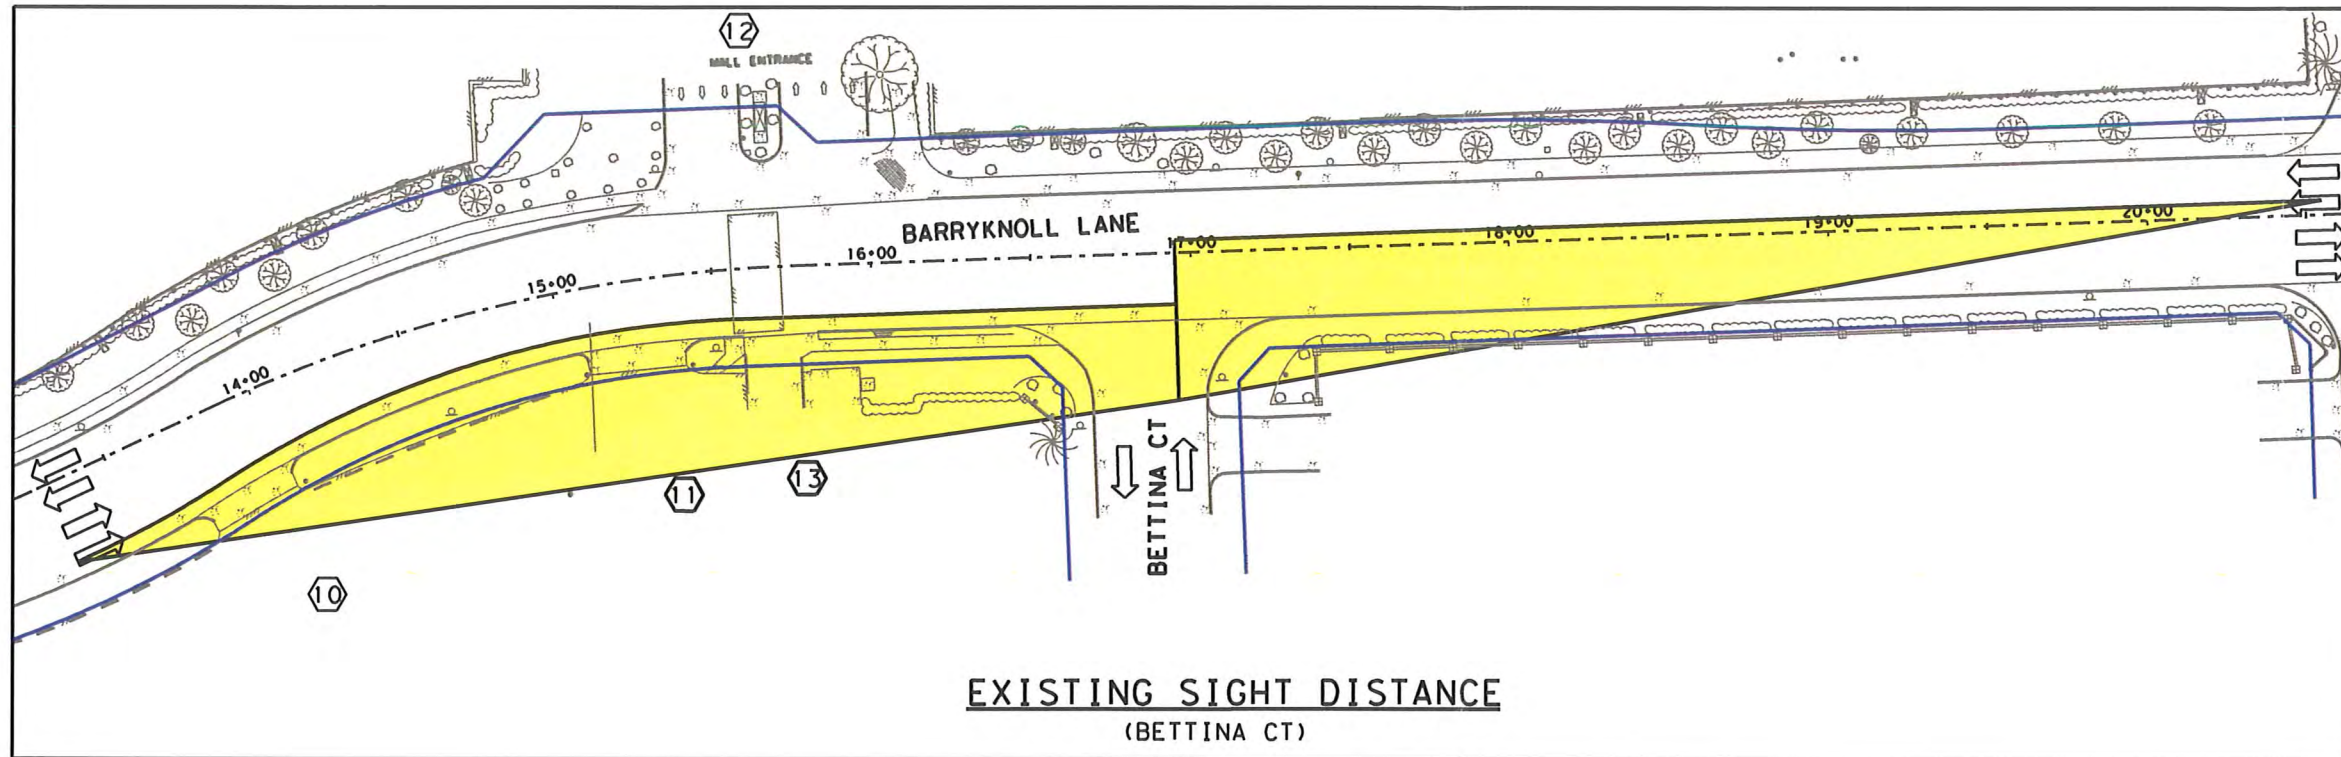 12
MALL ENTRANCE
BARRYKNOLL LANE
14+00
15+00
16+00
17+00
18+00
19+00
20+00
10
11
13
BETTINA CT
EXISTING SIGHT DISTANCE
(BETTINA CT)